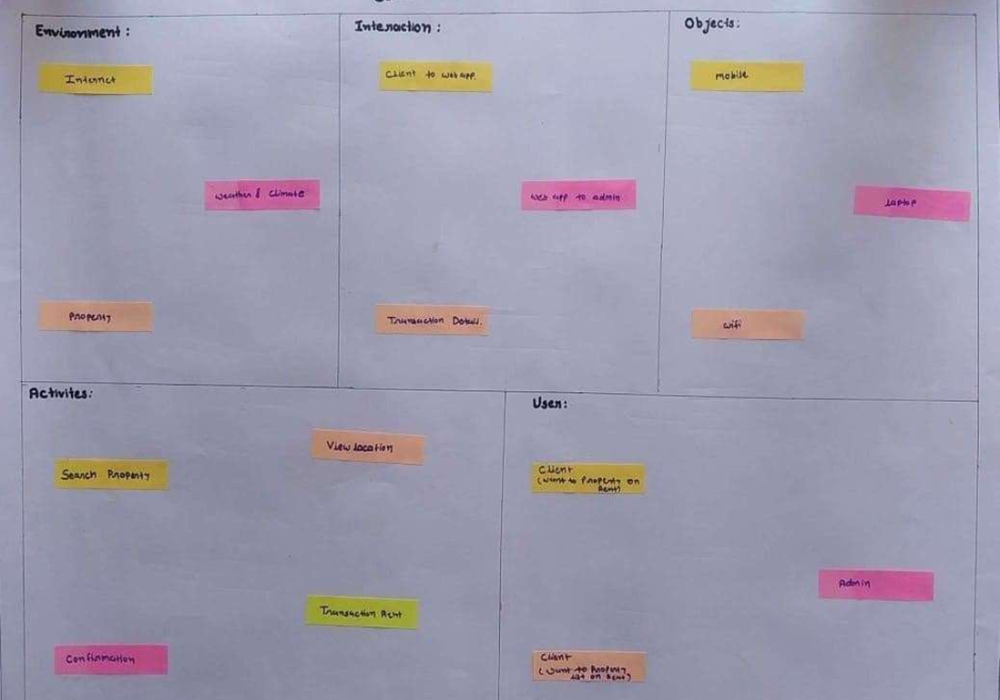 Environment :
Internet
Weather & Climate
Property
Interaction :
Client to web app.
Web app to admin
Transaction Detail.
Objects:
Mobile
Laptop
Wifi
Activites:
View location
Search Property
Transaction Rent
Confirmation
User:
Client
(Want to Property on
Rent)
Admin
Client
(Want to Property
on Rent)